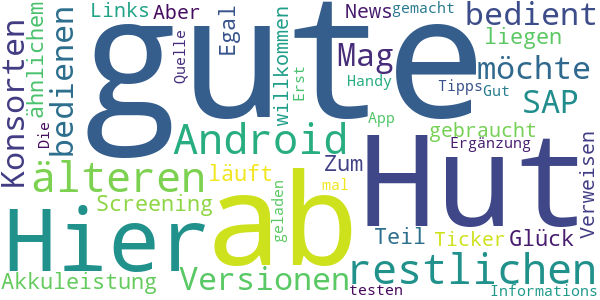 Links
Aber
News
gemacht
bedient
gute
Egal
Quelle
willkommen
Erst
Konsorten
bedienen
ähnlichem
Die
liegen
Mag
möchte
Handy
Tipps
Gut
SAP
App
Android
gebraucht
Verweisen
Hut
Ergänzung
Zum
älteren
läuft
mal
ab
geladen
Screening
Hier
Teil
Ticker
Glück
restlichen
Akkuleistung
Versionen
testen
Informations